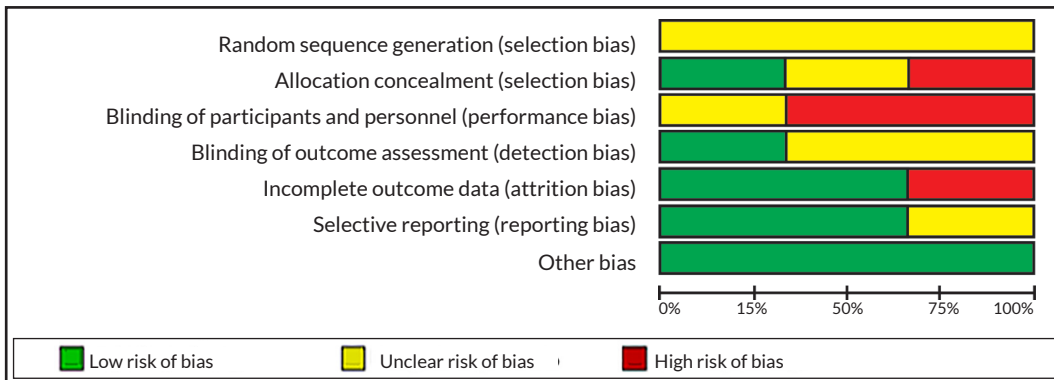 Random sequence generation (selection bias)
Allocation concealment (selection bias)
Blinding of participants and personnel (performance bias)
Blinding of outcome assessment (detection bias)
Incomplete outcome data (attrition bias)
Selective reporting (reporting bias)
Other bias
0% 15% 50% 75% 100%
Low risk of bias Unclear risk of bias High risk of bias